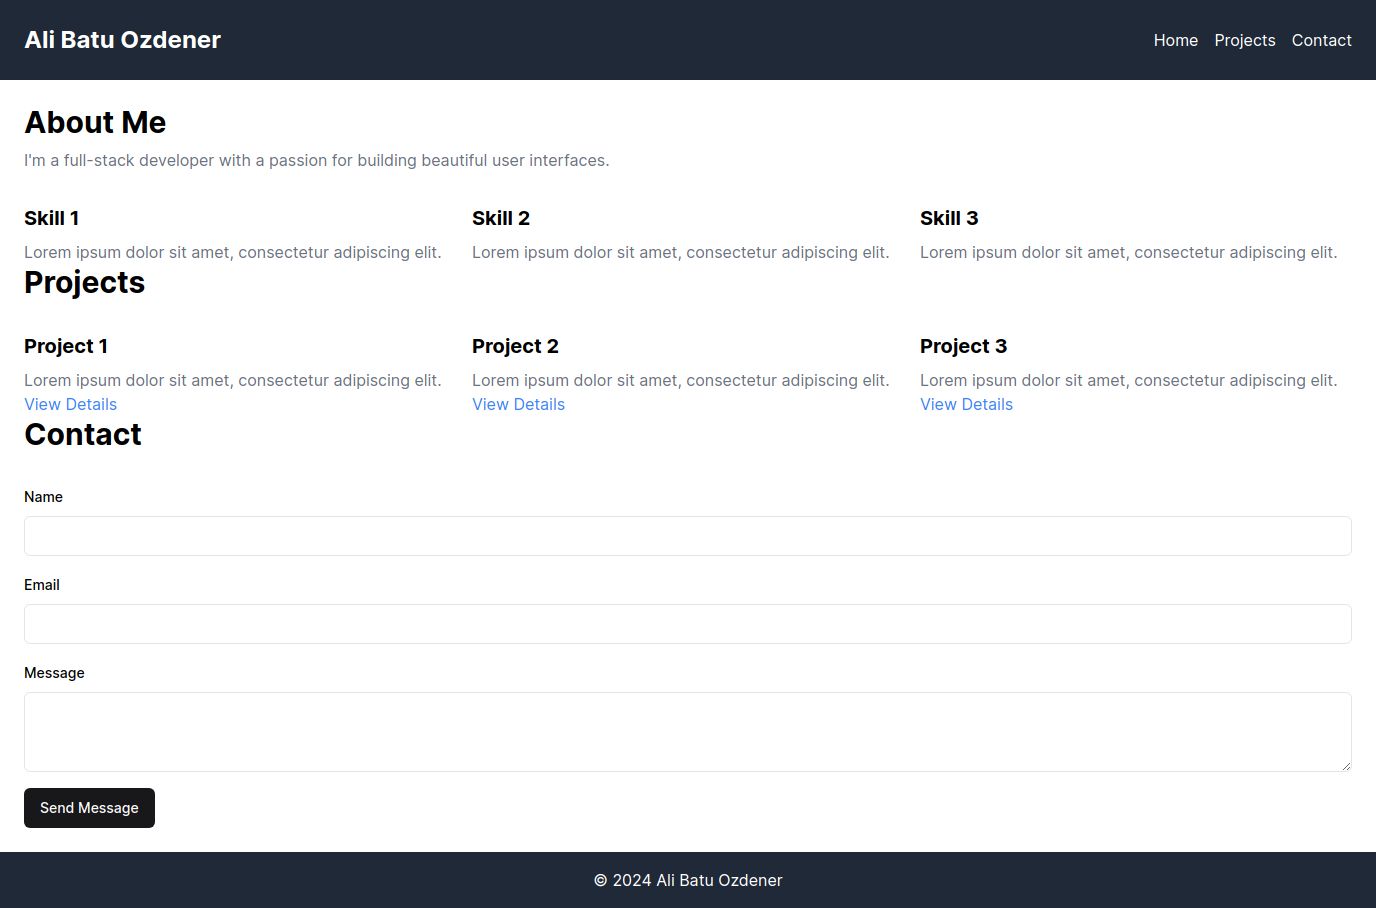 Ali Batu Ozdener
Home Projects Contact
About Me
I'm a full-stack developer with a passion for building beautiful user interfaces.
Skill 1
Lorem ipsum dolor sit amet, consectetur adipiscing elit.
Skill 2
Lorem ipsum dolor sit amet, consectetur adipiscing elit.
Skill 3
Lorem ipsum dolor sit amet, consectetur adipiscing elit.
Projects
Project 1
Lorem ipsum dolor sit amet, consectetur adipiscing elit.
View Details
Project 2
Lorem ipsum dolor sit amet, consectetur adipiscing elit.
View Details
Project 3
Lorem ipsum dolor sit amet, consectetur adipiscing elit.
View Details
Contact
Name
Email
Message
Send Message
© 2024 Ali Batu Ozdener